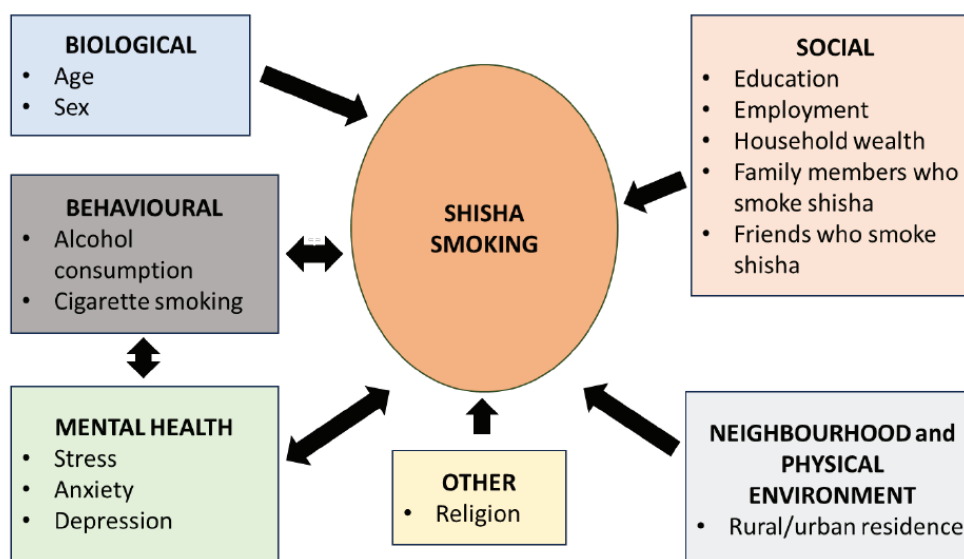 BIOLOGICAL
• Age
• Sex
SOCIAL
• Education
• Employment
• Household wealth
• Family members who
smoke shisha
• Friends who smoke
shisha
BEHAVIOURAL
• Alcohol
consumption
• Cigarette smoking
SHISHA
SMOKING
MENTAL HEALTH
• Stress
• Anxiety
• Depression
OTHER
• Religion
NEIGHBOURHOOD and
PHYSICAL
ENVIRONMENT
• Rural/urban residence